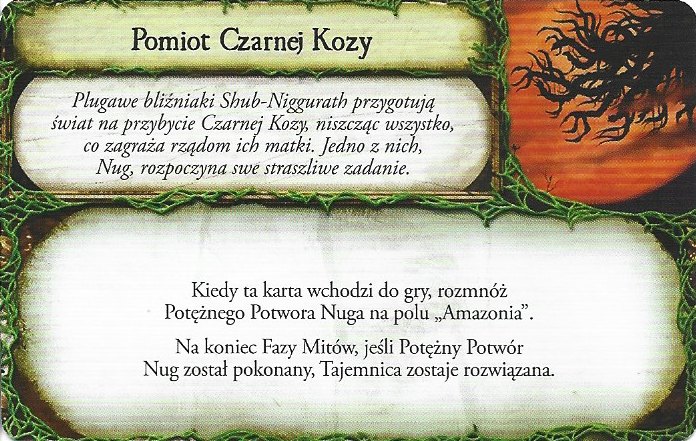 Pomiot Czarnej Kozy
Plugawe bliźniaki Shub-Niggurath przygotują
świat na przybycie Czarnej Kozy, niszcząc wszystko,
co zagraża rządom ich matki. Jedno z nich,
Nug, rozpoczyna swe straszliwe zadanie.
Kiedy ta karta wchodzi do gry, rozmnóż
Potężnego Potwora Nuga na polu „Amazonia”.
Na koniec Fazy Mitów, jeśli Potężny Potwór
Nug został pokonany, Tajemnica zostaje rozwiązana.